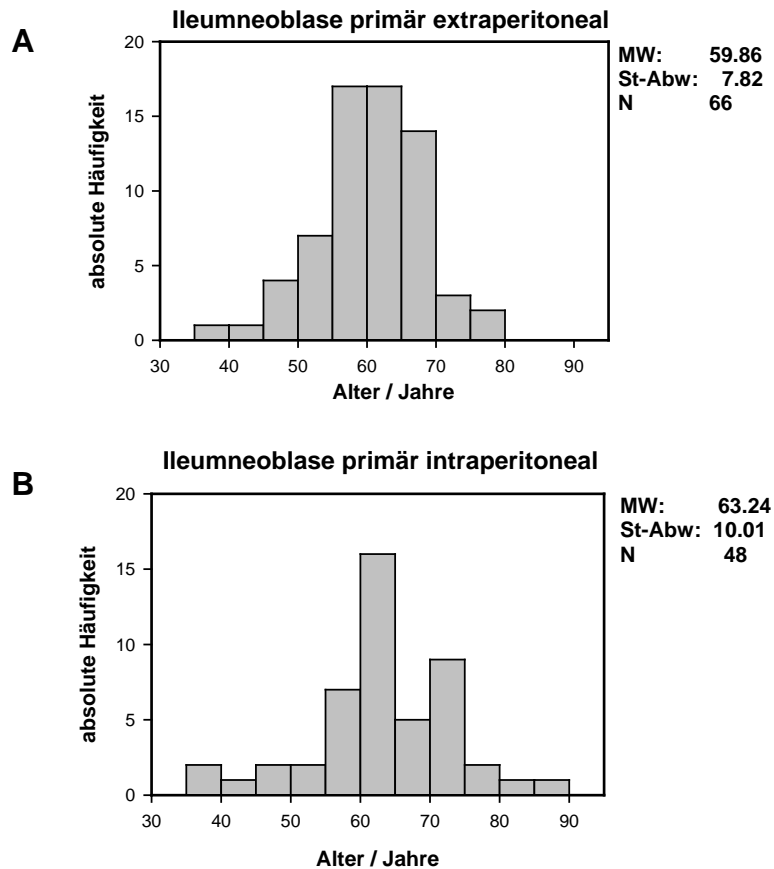 A
Ileumneoblase primär extraperitoneal
MW: 59.86
St-Abw: 7.82
N 66
absolute Häufigkeit
20
15
10
5
0
30 40 50 60 70 80 90
Alter / Jahre
B
Ileumneoblase primär intraperitoneal
MW: 63.24
St-Abw: 10.01
N 48
absolute Häufigkeit
20
15
10
5
0
30 40 50 60 70 80 90
Alter / Jahre